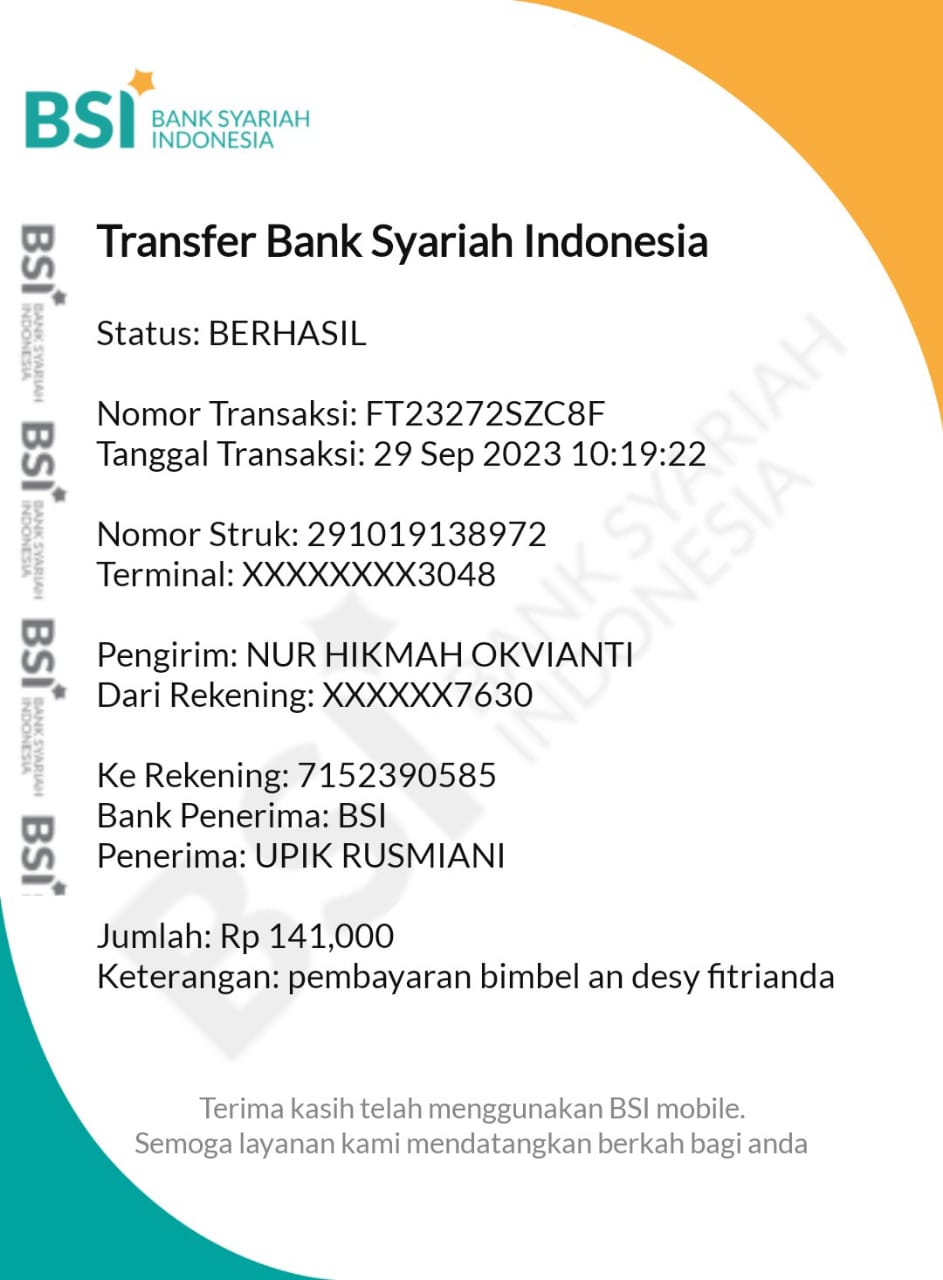 BSI BANK SYARIAH
INDONESIA
Transfer Bank Syariah Indonesia
Status: BERHASIL
Nomor Transaksi: FT23272SZC8F
Tanggal Transaksi: 29 Sep 2023 10:19:22
Nomor Struk: 291019138972
Terminal: XXXXXXXX3048
Pengirim: NUR HIKMAH OKVIANTI
Dari Rekening: XXXXXX7630
Ke Rekening: 7152390585
Bank Penerima: BSI
Penerima: UPIK RUSMIANI
Jumlah: Rp 141,000
Keterangan: pembayaran bimbel an desy fitrianda
Terima kasih telah menggunakan BSI mobile.
Semoga layanan kami mendatangkan berkah bagi anda
BSI BANK SYARIAH
INDONESIA
BSI BANK SYARIAH
INDONESIA
BSI BANK SYARIAH
INDONESIA
BSI
BSI BANK SYARIAH
INDONESIA